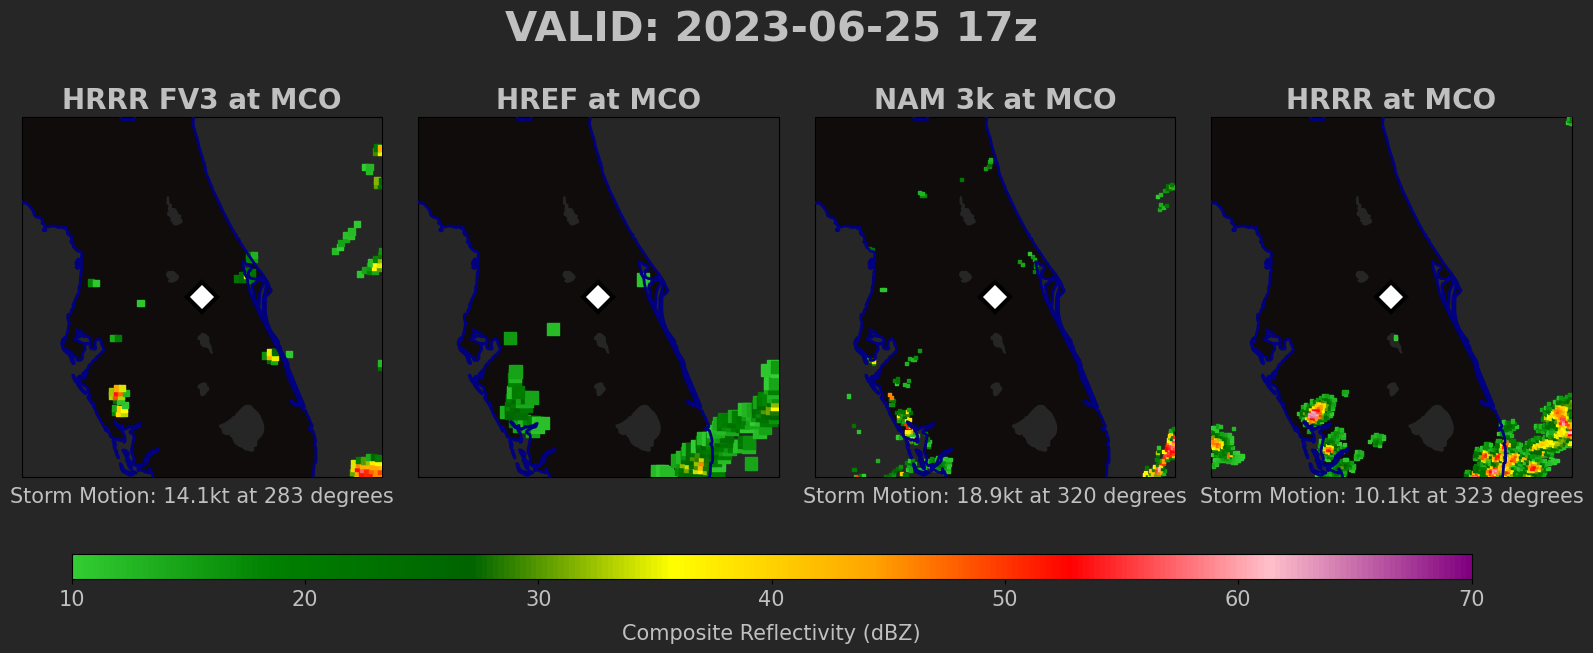 VALID: 2023-06-25 17z
HRRR FV3 at MCO
HREF at MCO
NAM 3k at MCO
HRRR at MCO
Storm Motion: 14.1kt at 283 degrees
Storm Motion: 18.9kt at 320 degrees
Storm Motion: 10.1kt at 323 degrees
10 20 30 40 50 60 70
Composite Reflectivity (dBZ)